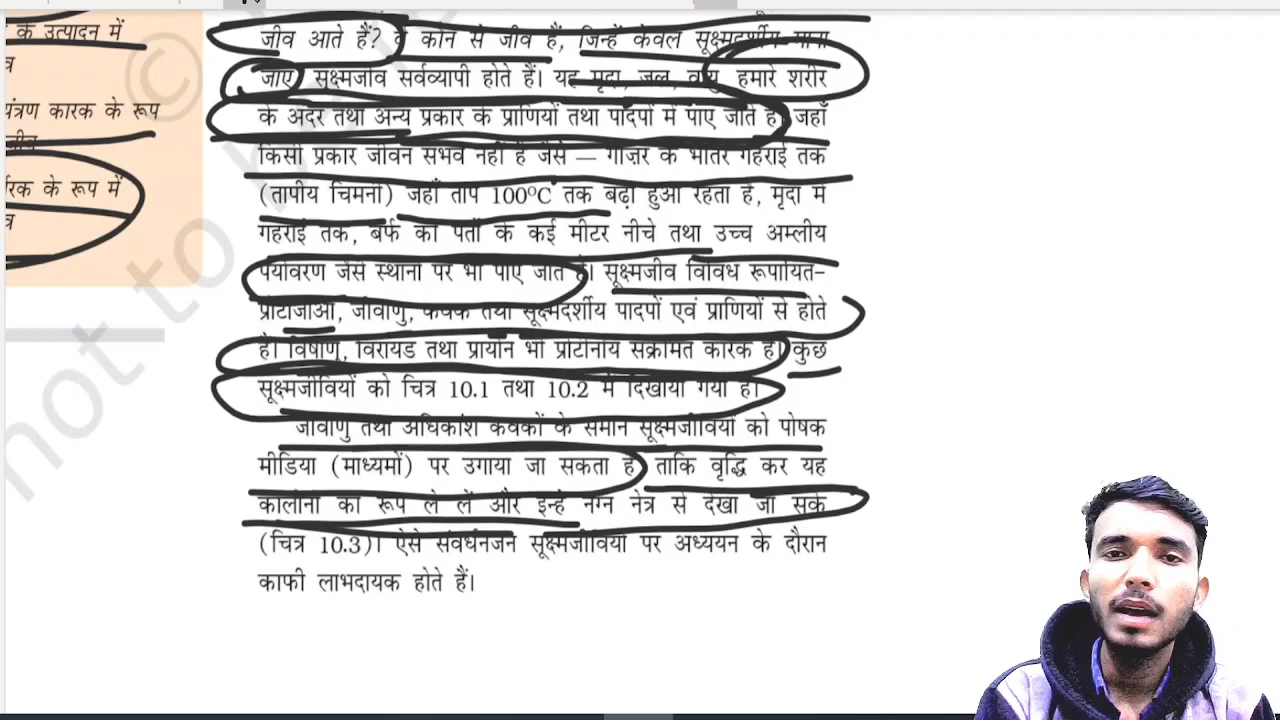 के उत्पादन में
त्र
यंत्रण कारक के रूप
जीव
रक के रूप में
त्र
जीव आते हैं? वे कौन से जीव हैं, जिन्हें केवल सूक्ष्मदर्शीय माना
जाए सूक्ष्मजीव सर्वव्यापी होते हैं। यह मृदा, जल, वायु, हमारे शरीर
के अंदर तथा अन्य प्रकार के प्राणियों तथा पादपों में पाए जाते हैं। जहाँ
किसी प्रकार जीवन संभव नहीं है जैसे — गीज़र के भीतर गहराई तक
(तापीय चिमनी) जहाँ ताप 100°C तक बढ़ा हुआ रहता है, मृदा में
गहराई तक, बर्फ की पर्तों के कई मीटर नीचे तथा उच्च अम्लीय
पर्यावरण जैसे स्थानों पर भी पाए जाते हैं। सूक्ष्मजीव विविध रूपायित-
प्रोटोजोआ, जीवाणु, कवक तथा सूक्ष्मदर्शीय पादपों एवं प्राणियों से होते
हैं। विषाणु, विरायड तथा प्रायोन भी प्रोटीनीय संक्रमित कारक हैं। कुछ
सूक्ष्मजीवियों को चित्र 10.1 तथा 10.2 में दिखाया गया है।
जीवाणु तथा अधिकांश कवकों के समान सूक्ष्मजीवियों को पोषक
मीडिया (माध्यमों) पर उगाया जा सकता है ताकि वृद्धि कर यह
कालोनी का रूप ले लें और इन्हें नग्न नेत्र से देखा जा सके
(चित्र 10.3)। ऐसे संवर्धनजन सूक्ष्मजीवियों पर अध्ययन के दौरान
काफी लाभदायक होते हैं।
© not to